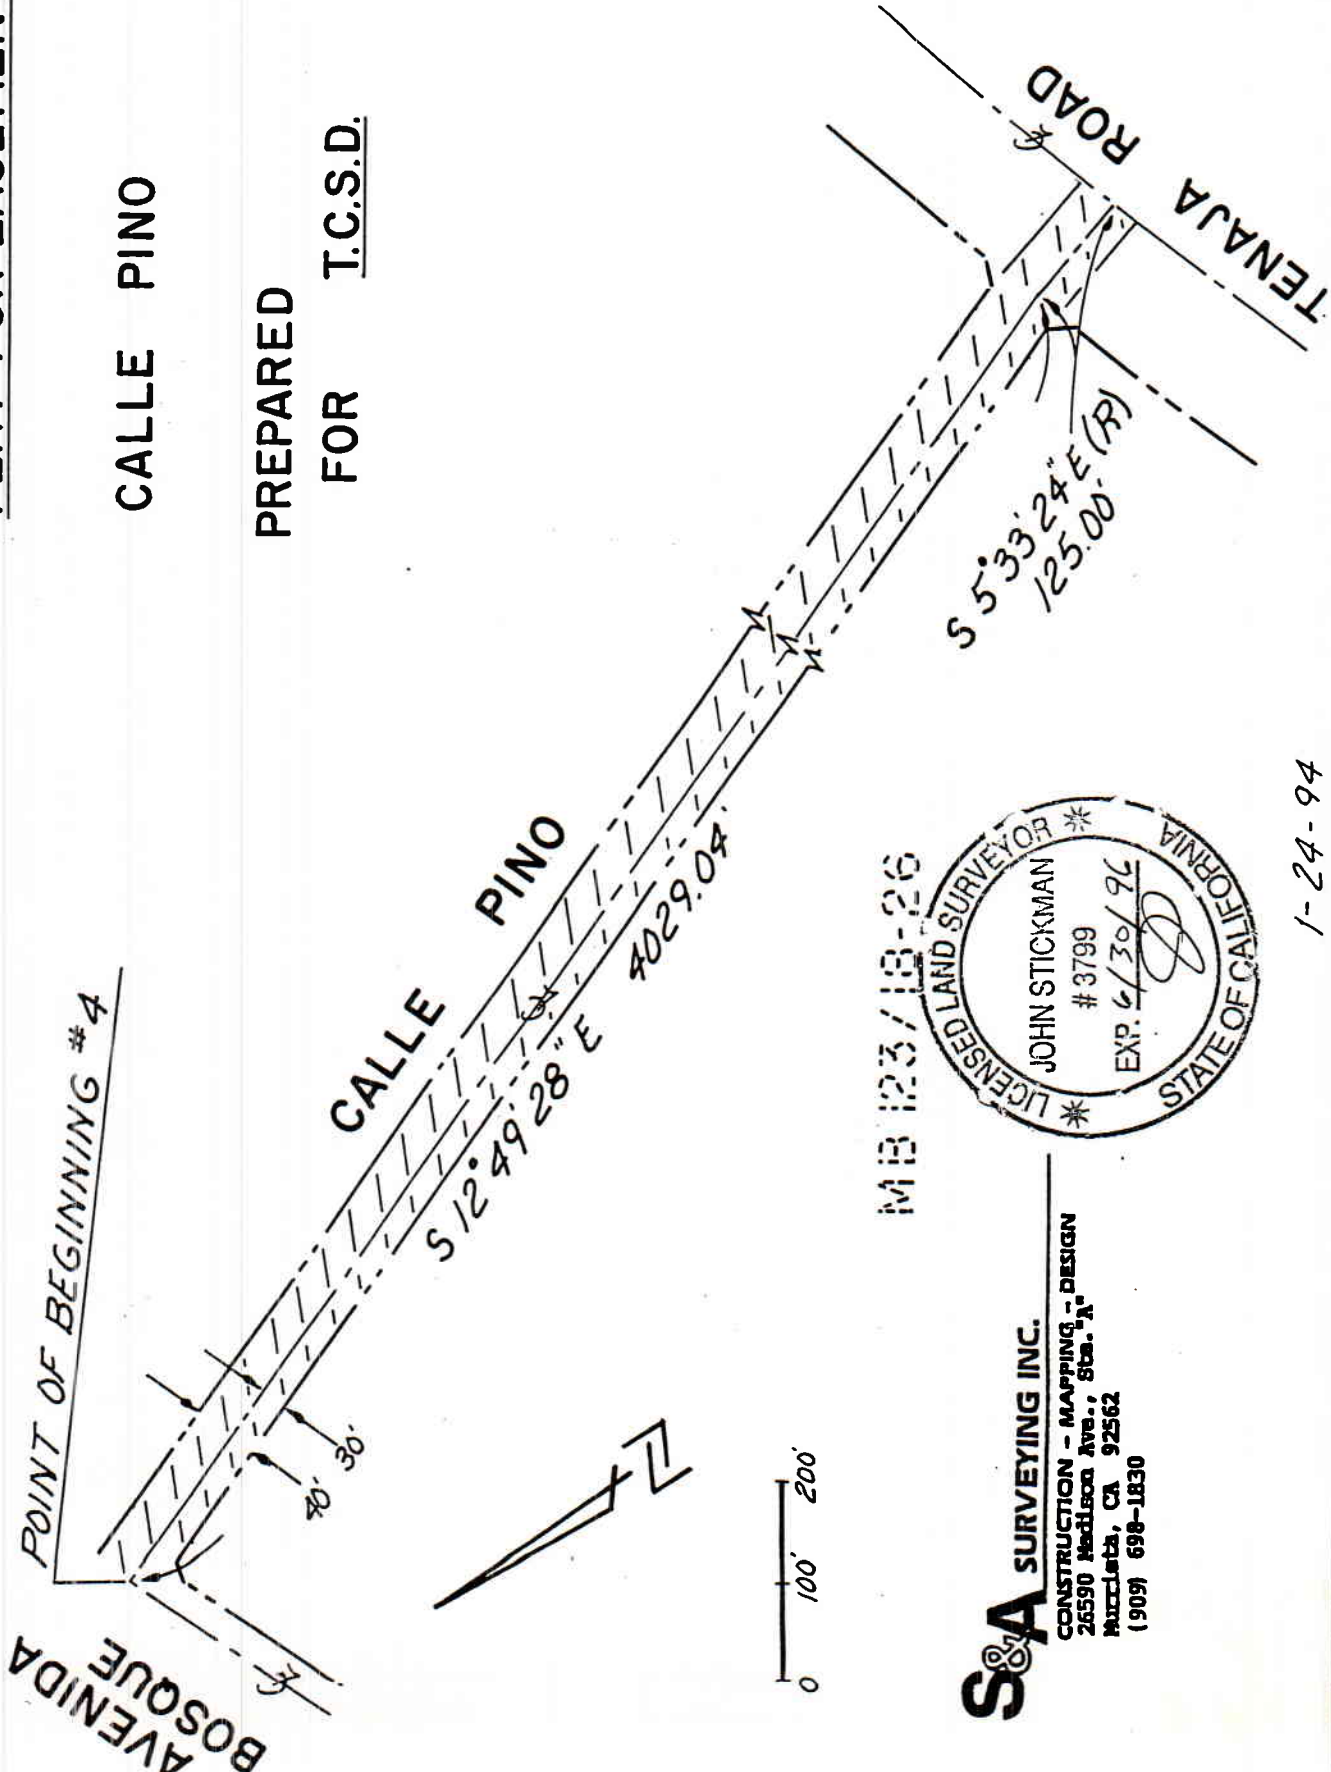 CALLE PINO
PREPARED
FOR T.C.S.D.
POINT OF BEGINNING #4
AVENIDA
BOSQUE
CALLE PINO
S 12°49'28" E 4029.04'
40'
30'
TENAJA ROAD
S 5°33'24" E (R)
125.00'
0 100' 200'
MB 123/18-26
S&A SURVEYING INC.
CONSTRUCTION - MAPPING - DESIGN
26590 Madison Ave., Ste. "A"
Murrieta, CA 92562
(909) 698-1830
LICENSED LAND SURVEYOR
JOHN STICKMAN
#3799
EXP. 6/30/96
STATE OF CALIFORNIA
1-24-94